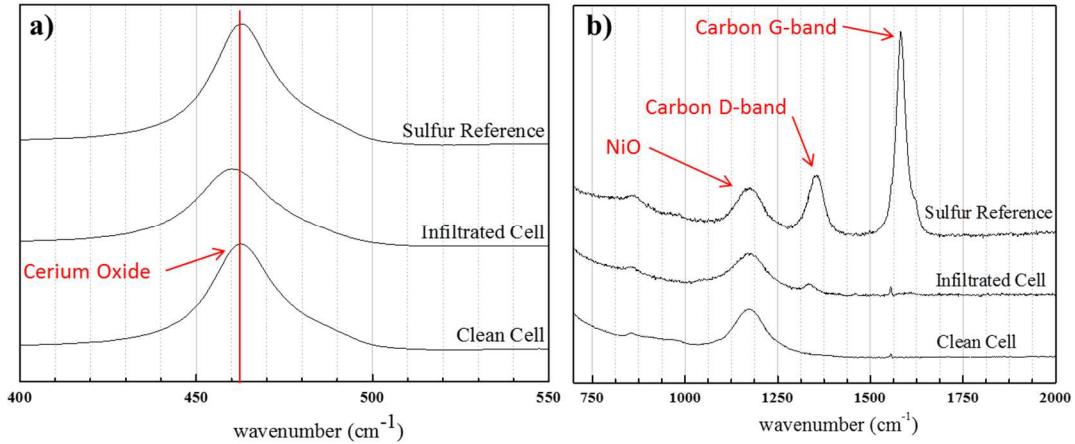 a)
Sulfur Reference
Infiltrated Cell
Cerium Oxide
Clean Cell
400 450 500 550
wavenumber (cm⁻¹)
b)
Carbon G-band
Carbon D-band
NiO
Sulfur Reference
Infiltrated Cell
Clean Cell
750 1000 1250 1500 1750 2000
wavenumber (cm⁻¹)